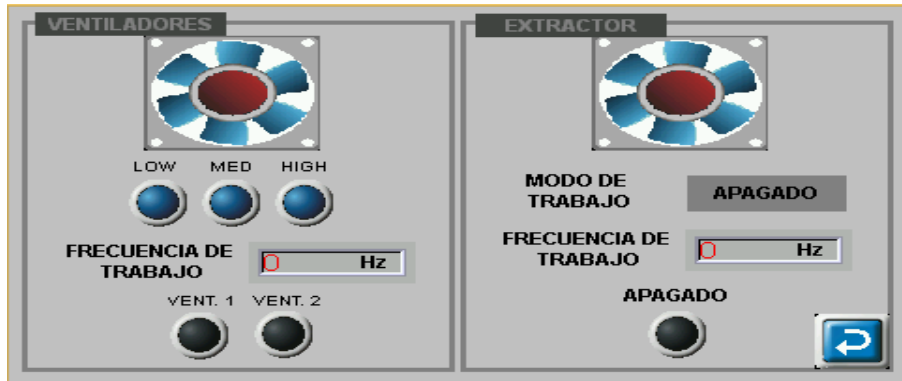 VENTILADORES
LOW MED HIGH
FRECUENCIA DE
TRABAJO
0 Hz
VENT. 1 VENT. 2
EXTRACTOR
MODO DE
TRABAJO
APAGADO
FRECUENCIA DE
TRABAJO
0 Hz
APAGADO